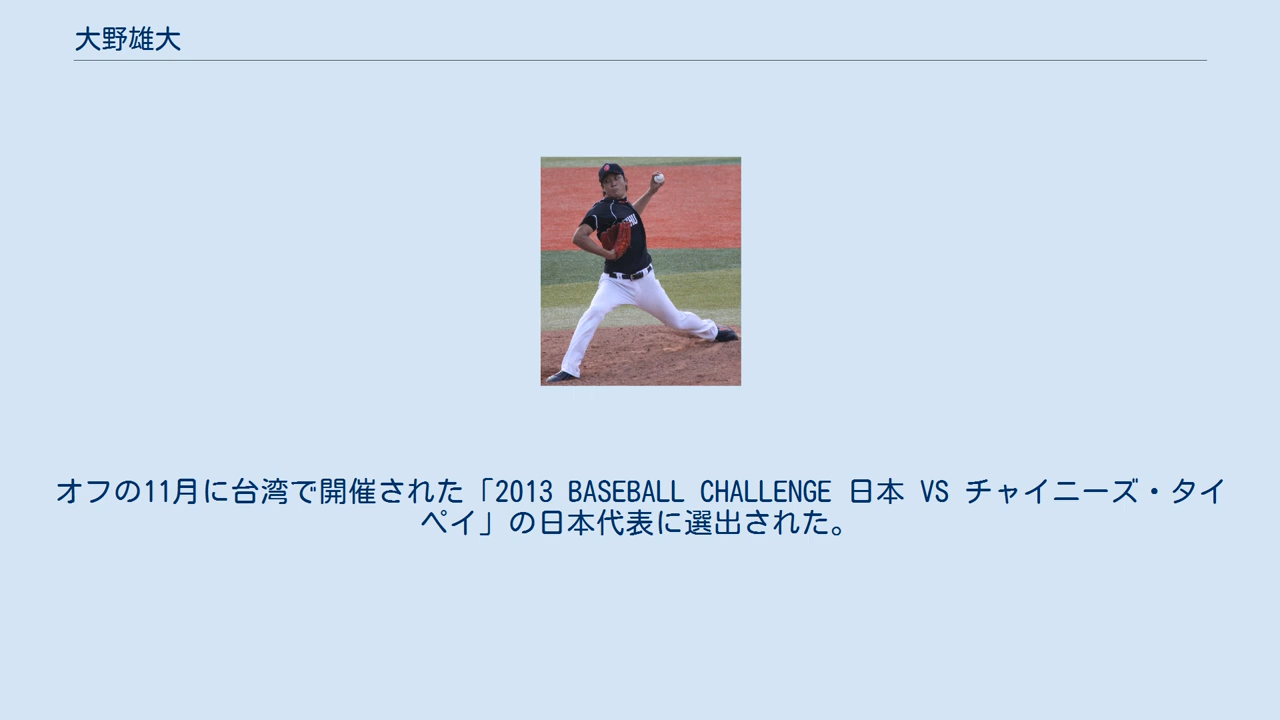 大野雄大
オフの11月に台湾で開催された「2013 BASEBALL CHALLENGE 日本 VS チャイニーズ・タイ
ペイ」の日本代表に選出された。